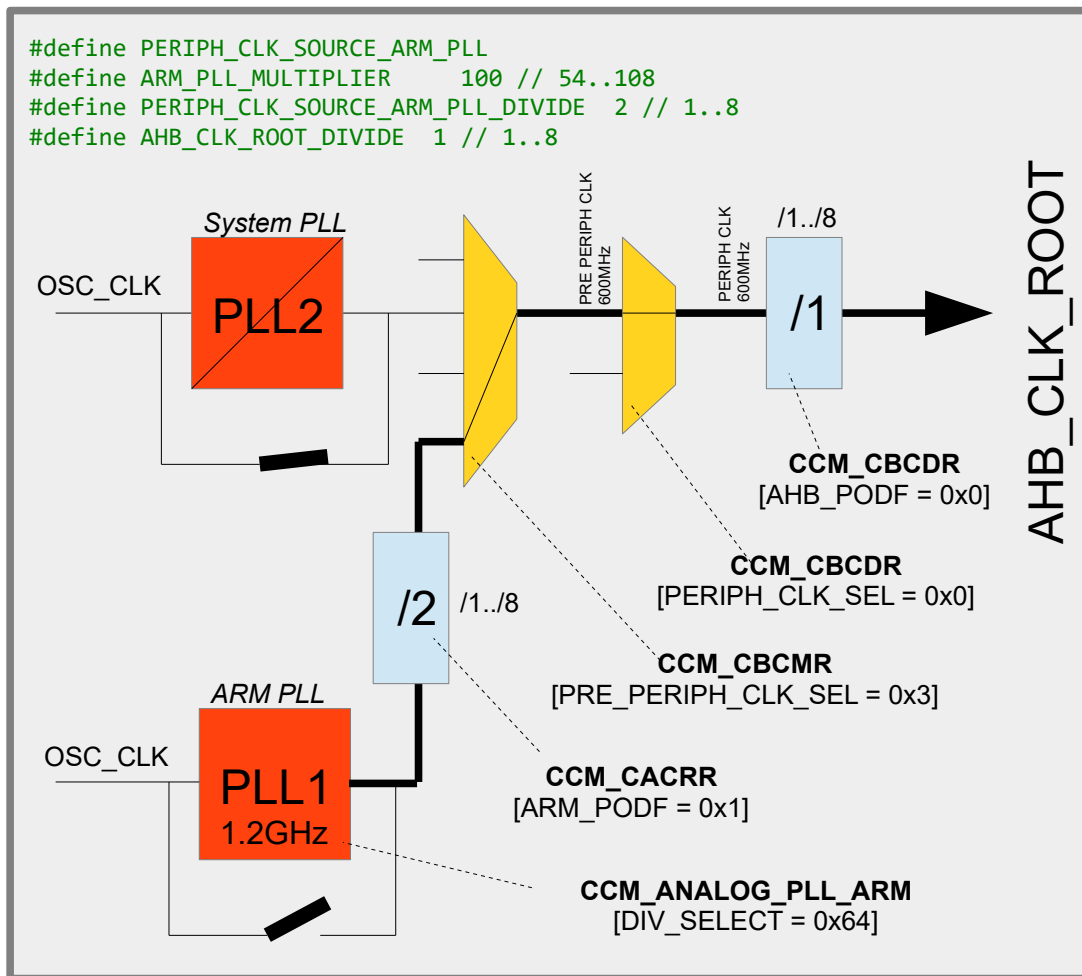 #define PERIPH_CLK_SOURCE_ARM_PLL
#define ARM_PLL_MULTIPLIER     100 // 54..108
#define PERIPH_CLK_SOURCE_ARM_PLL_DIVIDE  2 // 1..8
#define AHB_CLK_ROOT_DIVIDE  1 // 1..8
System PLL
OSC_CLK
PLL2
PRE PERIPH CLK
600MHz
PERIPH CLK
600MHz
/1../8
/1
AHB_CLK_ROOT
CCM_CBCDR
[AHB_PODF = 0x0]
CCM_CBCDR
[PERIPH_CLK_SEL = 0x0]
/2
/1../8
CCM_CBCMR
[PRE_PERIPH_CLK_SEL = 0x3]
ARM PLL
OSC_CLK
PLL1
1.2GHz
CCM_CACRR
[ARM_PODF = 0x1]
CCM_ANALOG_PLL_ARM
[DIV_SELECT = 0x64]